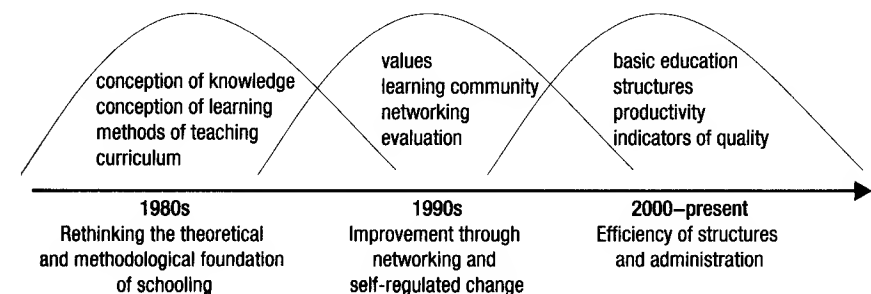 conception of knowledge
conception of learning
methods of teaching
curriculum
values
learning community
networking
evaluation
basic education
structures
productivity
indicators of quality
1980s
Rethinking the theoretical
and methodological foundation
of schooling
1990s
Improvement through
networking and
self-regulated change
2000–present
Efficiency of structures
and administration